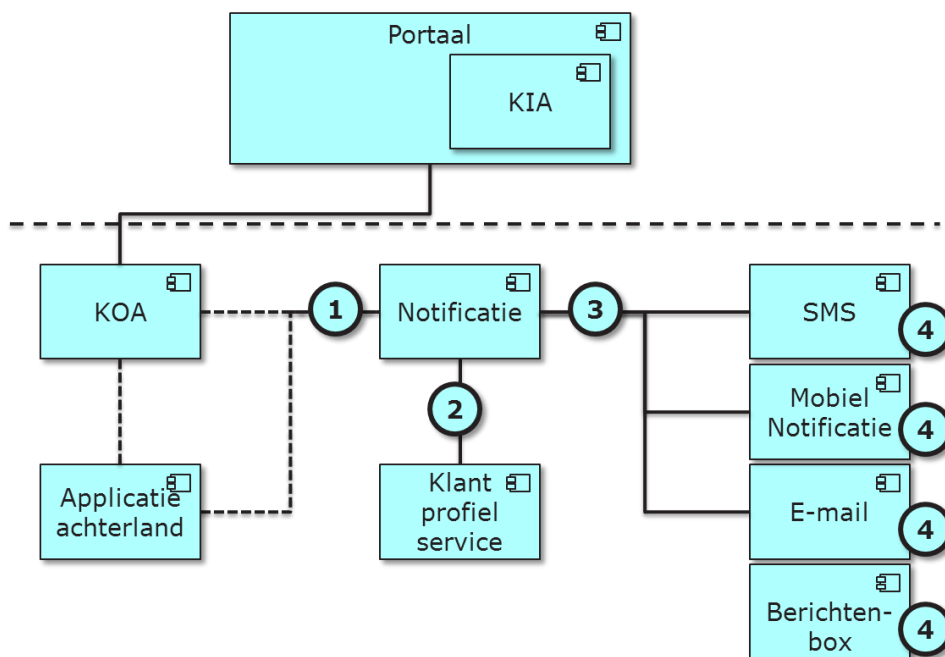 Portaal
KIA
KOA
1
Notificatie
3
SMS
4
2
Mobiel
Notificatie
4
Applicatie
achterland
Klant
profiel
service
E-mail
4
Berichten-
box
4